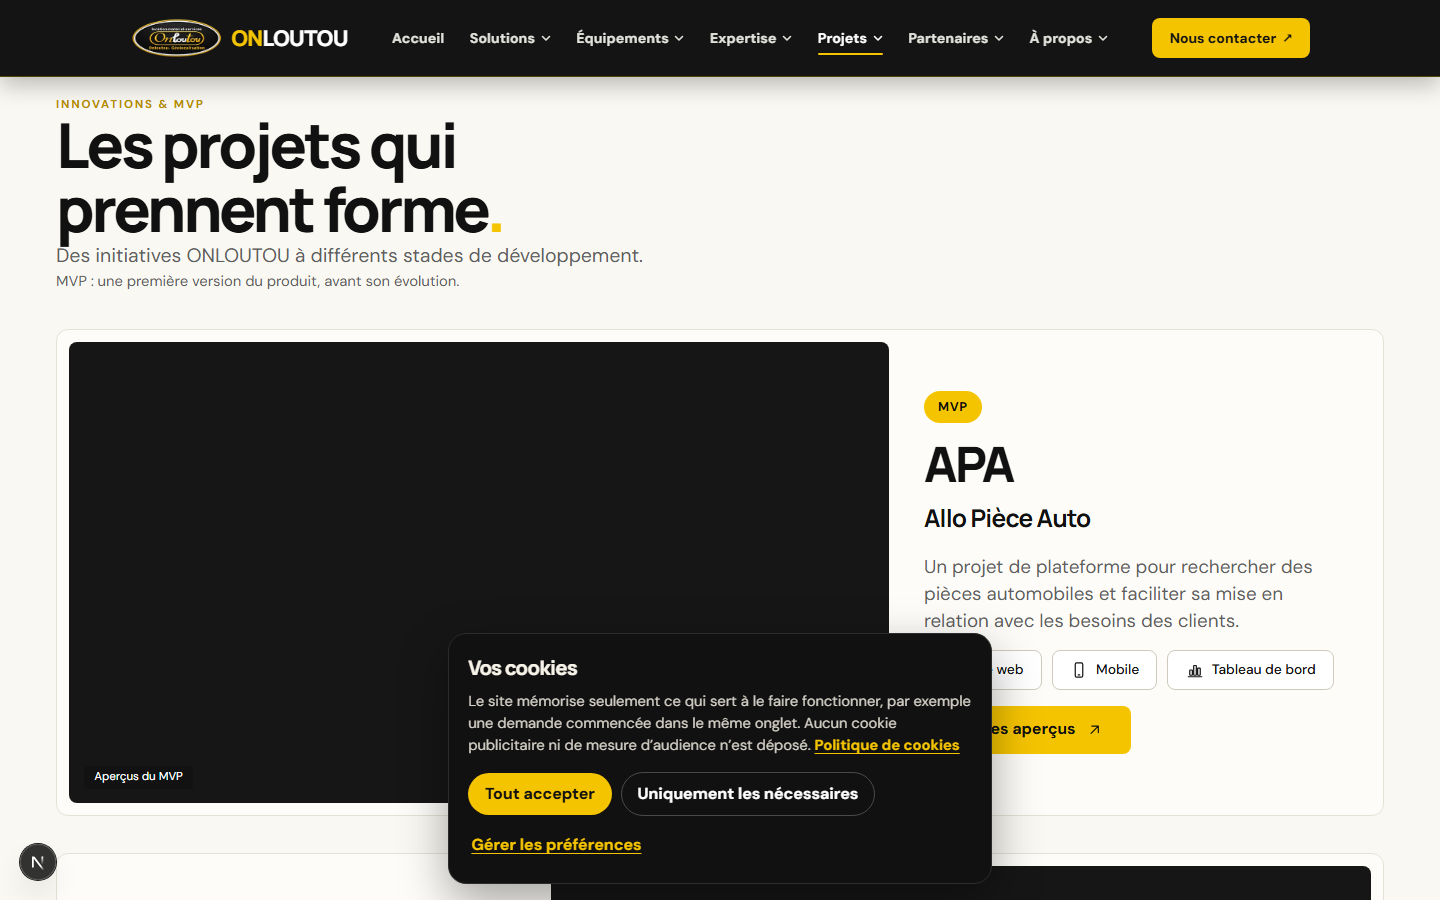 ONLOUTOU
Accueil
Solutions
Équipements
Expertise
Projets
Partenaires
À propos
Nous contacter ↗
INNOVATIONS & MVP
Les projets qui
prennent forme.
Des initiatives ONLOUTOU à différents stades de développement.
MVP : une première version du produit, avant son évolution.
Aperçus du MVP
MVP
APA
Allo Pièce Auto
Un projet de plateforme pour rechercher des
pièces automobiles et faciliter sa mise en
relation avec les besoins des clients.
web
Mobile
Tableau de bord
es aperçus
Vos cookies
Le site mémorise seulement ce qui sert à le faire fonctionner, par exemple
une demande commencée dans le même onglet. Aucun cookie
publicitaire ni de mesure d’audience n’est déposé. Politique de cookies
Tout accepter
Uniquement les nécessaires
Gérer les préférences
N